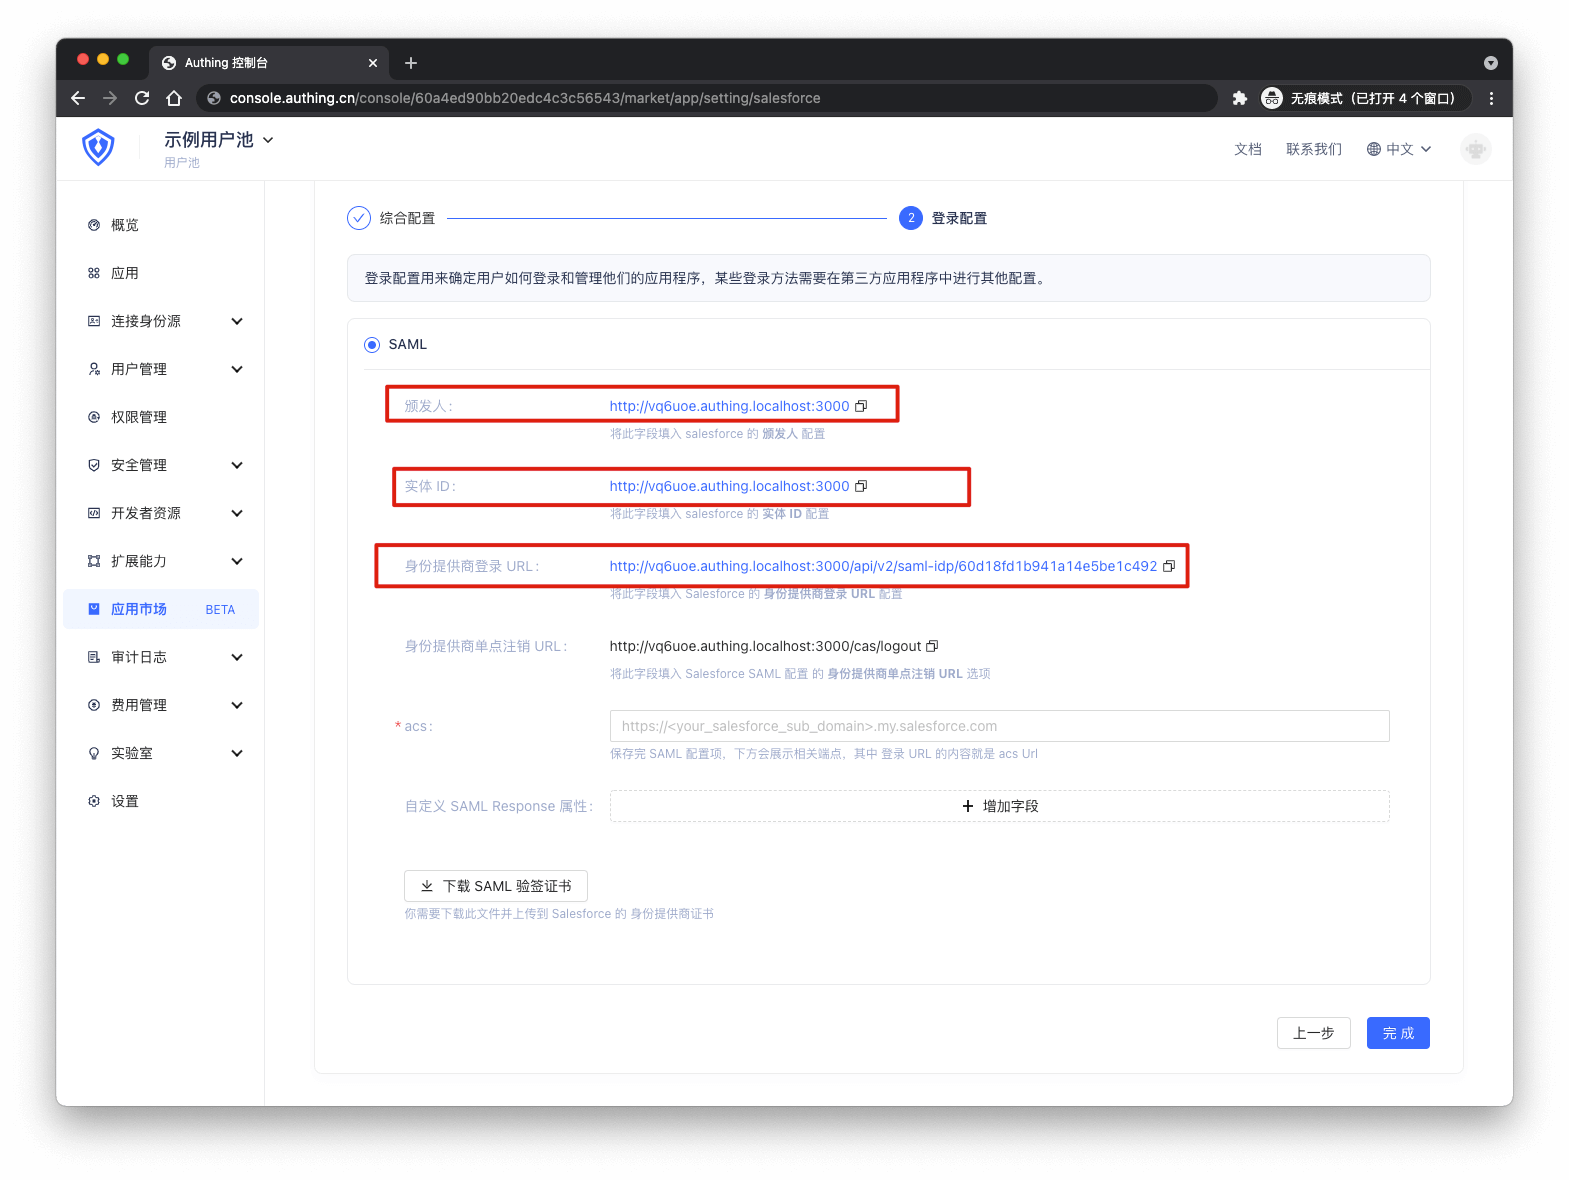 Authing 控制台
console.authing.cn/console/60a4ed90bb20edc4c3c56543/market/app/setting/salesforce
无痕模式（已打开 4 个窗口）
示例用户池
用户池
文档 联系我们 中文
概览
应用
连接身份源
用户管理
权限管理
安全管理
开发者资源
扩展能力
应用市场 BETA
审计日志
费用管理
实验室
设置
综合配置 2 登录配置
登录配置用来确定用户如何登录和管理他们的应用程序，某些登录方法需要在第三方应用程序中进行其他配置。
SAML
颁发人： http://vq6uoe.authing.localhost:3000
将此字段填入 salesforce 的 颁发人 配置
实体 ID： http://vq6uoe.authing.localhost:3000
将此字段填入 salesforce 的 实体 ID 配置
身份提供商登录 URL： http://vq6uoe.authing.localhost:3000/api/v2/saml-idp/60d18fd1b941a14e5be1c492
将此字段填入 Salesforce 的 身份提供商登录 URL 配置
身份提供商单点注销 URL： http://vq6uoe.authing.localhost:3000/cas/logout
将此字段填入 Salesforce SAML 配置 的 身份提供商单点注销 URL 选项
* acs： https://<your_salesforce_sub_domain>.my.salesforce.com
保存完 SAML 配置项，下方会展示相关端点，其中 登录 URL 的内容就是 acs Url
自定义 SAML Response 属性： + 增加字段
下载 SAML 验签证书
你需要下载此文件并上传到 Salesforce 的 身份提供商证书
上一步 完 成